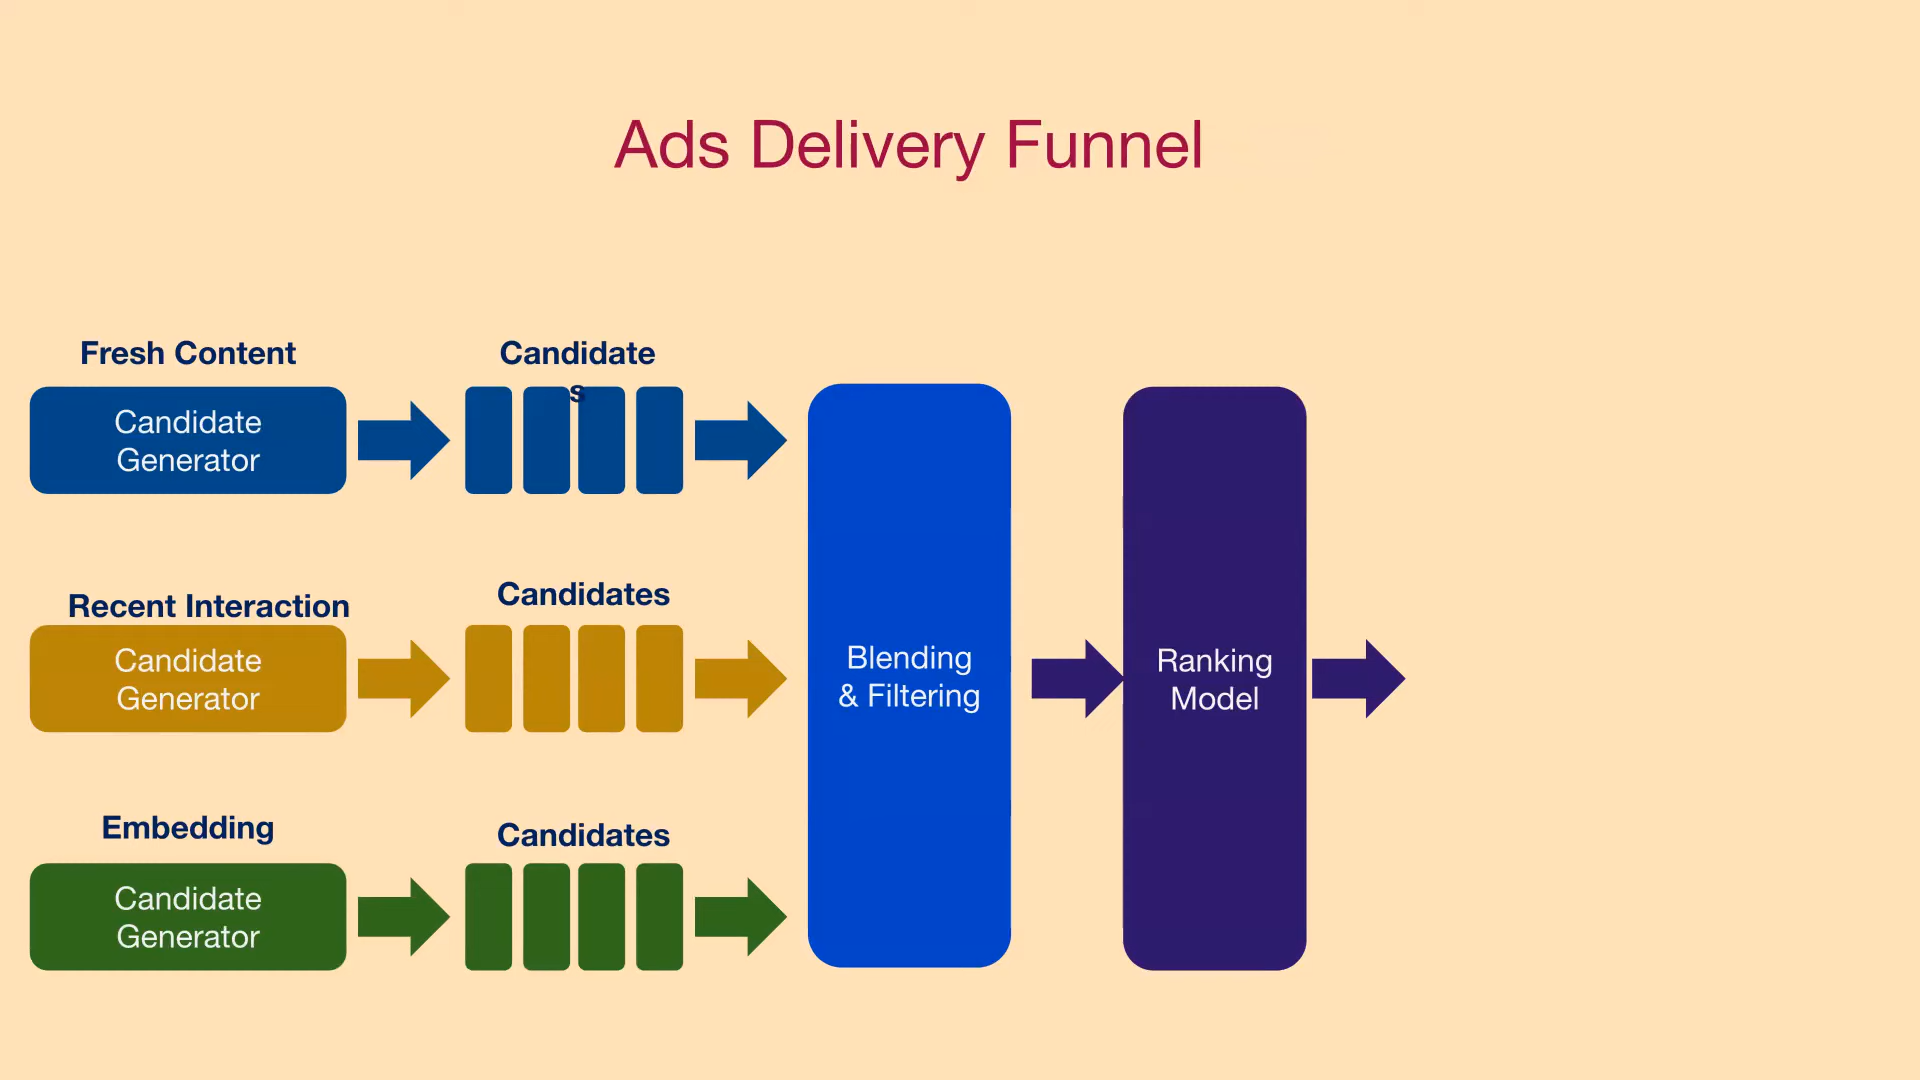 Ads Delivery Funnel
Fresh Content
Candidate
Generator
Candidate
s
Recent Interaction
Candidate
Generator
Candidates
Embedding
Candidate
Generator
Candidates
Blending
& Filtering
Ranking
Model